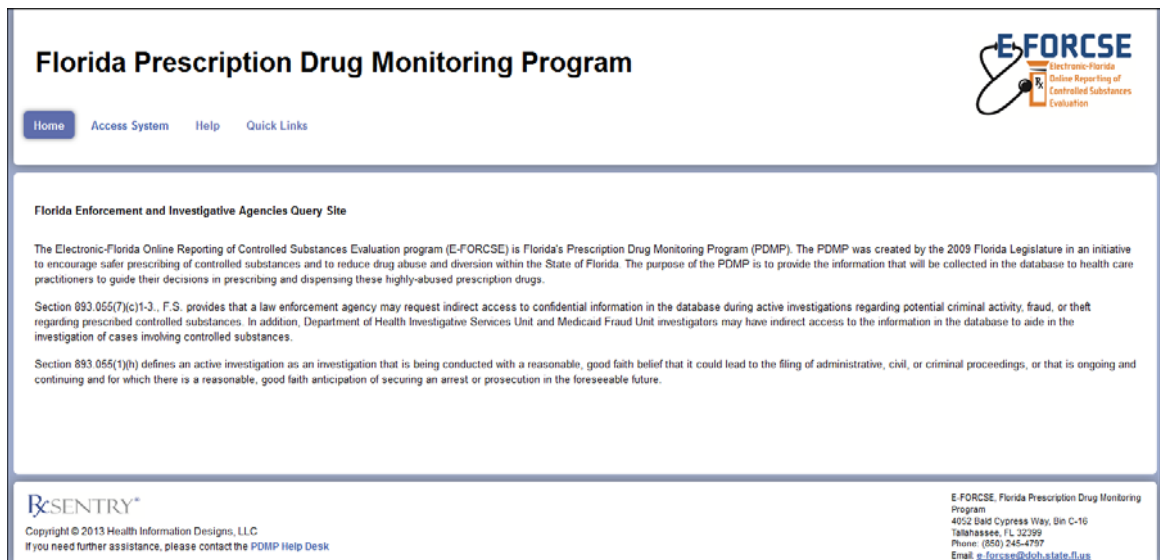 Florida Prescription Drug Monitoring Program
E-FORCSE
Electronic-Florida
Online Reporting of
Controlled Substances
Evaluation
Rx
Home Access System Help Quick Links
Florida Enforcement and Investigative Agencies Query Site
The Electronic-Florida Online Reporting of Controlled Substances Evaluation program (E-FORCSE) is Florida's Prescription Drug Monitoring Program (PDMP). The PDMP was created by the 2009 Florida Legislature in an initiative
to encourage safer prescribing of controlled substances and to reduce drug abuse and diversion within the State of Florida. The purpose of the PDMP is to provide the information that will be collected in the database to health care
practitioners to guide their decisions in prescribing and dispensing these highly-abused prescription drugs.
Section 893.055(7)(c)1-3., F.S. provides that a law enforcement agency may request indirect access to confidential information in the database during active investigations regarding potential criminal activity, fraud, or theft
regarding prescribed controlled substances. In addition, Department of Health Investigative Services Unit and Medicaid Fraud Unit investigators may have indirect access to the information in the database to aide in the
investigation of cases involving controlled substances.
Section 893.055(1)(h) defines an active investigation as an investigation that is being conducted with a reasonable, good faith belief that it could lead to the filing of administrative, civil, or criminal proceedings, or that is ongoing and
continuing and for which there is a reasonable, good faith anticipation of securing an arrest or prosecution in the foreseeable future.
RxSENTRY®
Copyright © 2013 Health Information Designs, LLC
If you need further assistance, please contact the PDMP Help Desk
E-FORCSE, Florida Prescription Drug Monitoring
Program
4052 Bald Cypress Way, Bin C-16
Tallahassee, FL 32399
Phone: (850) 245-4797
Email: e-forcse@doh.state.fl.us